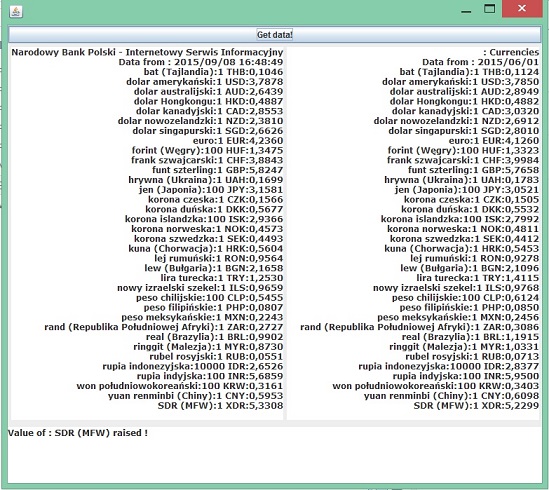 Get data!
Narodowy Bank Polski - Internetowy Serwis Informacyjny
Data from : 2015/09/08 16:48:49
bat (Tajlandia):1 THB:0,1046
dolar amerykański:1 USD:3,7878
dolar australijski:1 AUD:2,6439
dolar Hongkongu:1 HKD:0,4887
dolar kanadyjski:1 CAD:2,8553
dolar nowozelandzki:1 NZD:2,3810
dolar singapurski:1 SGD:2,6626
euro:1 EUR:4,2360
forint (Węgry):100 HUF:1,3475
frank szwajcarski:1 CHF:3,8843
funt szterling:1 GBP:5,8247
hrywna (Ukraina):1 UAH:0,1699
jen (Japonia):100 JPY:3,1581
korona czeska:1 CZK:0,1566
korona duńska:1 DKK:0,5677
korona islandzka:100 ISK:2,9366
korona norweska:1 NOK:0,4573
korona szwedzka:1 SEK:0,4493
kuna (Chorwacja):1 HRK:0,5604
lej rumuński:1 RON:0,9564
lew (Bułgaria):1 BGN:2,1658
lira turecka:1 TRY:1,2530
nowy izraelski szekel:1 ILS:0,9659
peso chilijskie:100 CLP:0,5455
peso filipińskie:1 PHP:0,0807
peso meksykańskie:1 MXN:0,2243
rand (Republika Południowej Afryki):1 ZAR:0,2727
real (Brazylia):1 BRL:0,9902
ringgit (Malezja):1 MYR:0,8730
rubel rosyjski:1 RUB:0,0551
rupia indonezyjska:10000 IDR:2,6526
rupia indyjska:100 INR:5,6859
won południowokoreański:100 KRW:0,3161
yuan renminbi (Chiny):1 CNY:0,5953
SDR (MFW):1 XDR:5,3308
: Currencies
Data from : 2015/06/01
bat (Tajlandia):1 THB:0,1124
dolar amerykański:1 USD:3,7850
dolar australijski:1 AUD:2,8949
dolar Hongkongu:1 HKD:0,4882
dolar kanadyjski:1 CAD:3,0320
dolar nowozelandzki:1 NZD:2,6912
dolar singapurski:1 SGD:2,8010
euro:1 EUR:4,1260
forint (Węgry):100 HUF:1,3323
frank szwajcarski:1 CHF:3,9984
funt szterling:1 GBP:5,7658
hrywna (Ukraina):1 UAH:0,1783
jen (Japonia):100 JPY:3,0521
korona czeska:1 CZK:0,1505
korona duńska:1 DKK:0,5532
korona islandzka:100 ISK:2,7992
korona norweska:1 NOK:0,4811
korona szwedzka:1 SEK:0,4412
kuna (Chorwacja):1 HRK:0,5453
lej rumuński:1 RON:0,9278
lew (Bułgaria):1 BGN:2,1096
lira turecka:1 TRY:1,4115
nowy izraelski szekel:1 ILS:0,9768
peso chilijskie:100 CLP:0,6124
peso filipińskie:1 PHP:0,0850
peso meksykańskie:1 MXN:0,2456
rand (Republika Południowej Afryki):1 ZAR:0,3086
real (Brazylia):1 BRL:1,1915
ringgit (Malezja):1 MYR:1,0331
rubel rosyjski:1 RUB:0,0713
rupia indonezyjska:10000 IDR:2,8377
rupia indyjska:100 INR:5,9500
won południowokoreański:100 KRW:0,3403
yuan renminbi (Chiny):1 CNY:0,6098
SDR (MFW):1 XDR:5,2299
Value of : SDR (MFW) raised !